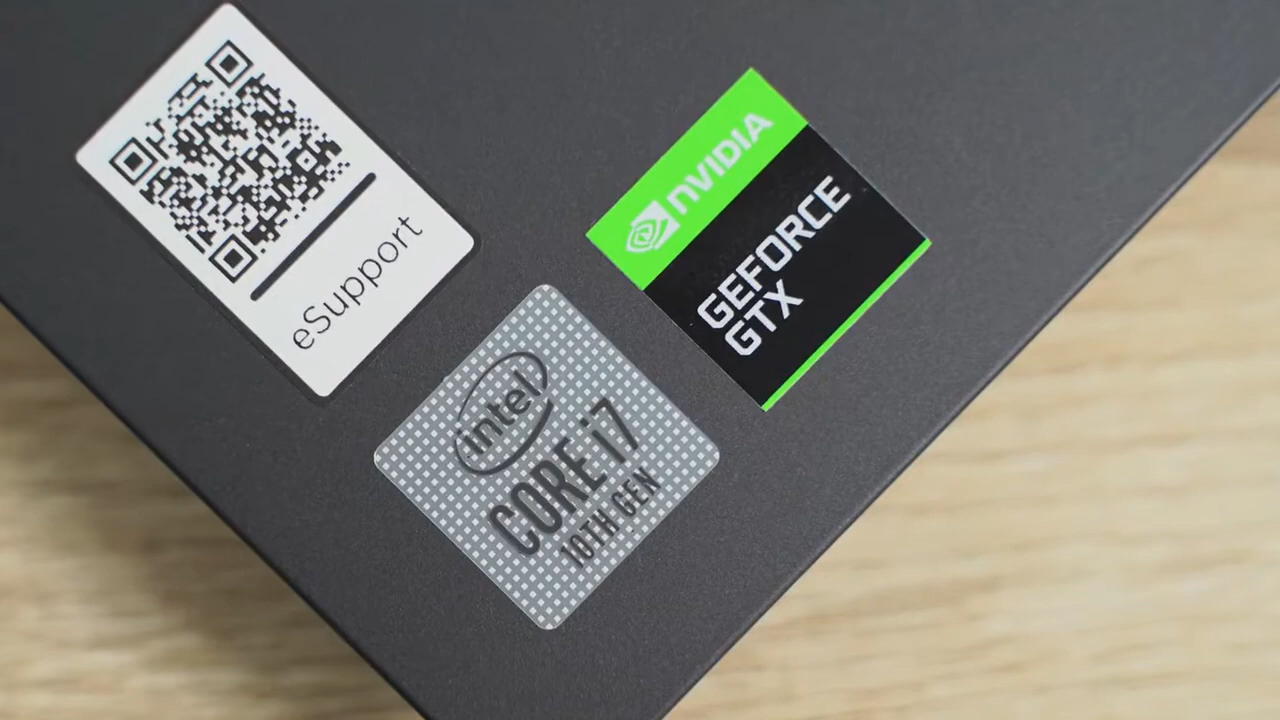 eSupport
nVIDIA
GEFORCE
GTX
intel
CORE i7
10TH GEN